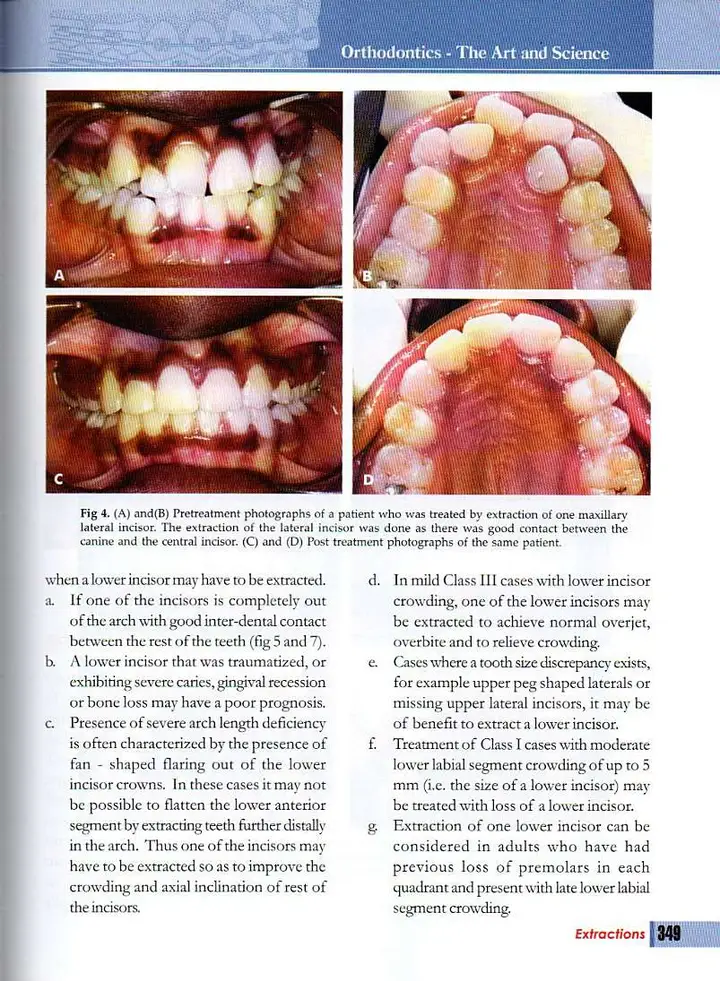 Orthodontics - The Art and Science
A
B
C
D
Fig 4. (A) and(B) Pretreatment photographs of a patient who was treated by extraction of one maxillary
lateral incisor. The extraction of the lateral incisor was done as there was good contact between the
canine and the central incisor. (C) and (D) Post treatment photographs of the same patient.
when a lower incisor may have to be extracted.
a. If one of the incisors is completely out
of the arch with good inter-dental contact
between the rest of the teeth (fig 5 and 7).
b. A lower incisor that was traumatized, or
exhibiting severe caries, gingival recession
or bone loss may have a poor prognosis.
c. Presence of severe arch length deficiency
is often characterized by the presence of
fan - shaped flaring out of the lower
incisor crowns. In these cases it may not
be possible to flatten the lower anterior
segment by extracting teeth further distally
in the arch. Thus one of the incisors may
have to be extracted so as to improve the
crowding and axial inclination of rest of
the incisors.
d. In mild Class III cases with lower incisor
crowding, one of the lower incisors may
be extracted to achieve normal overjet,
overbite and to relieve crowding.
e. Cases where a tooth size discrepancy exists,
for example upper peg shaped laterals or
missing upper lateral incisors, it may be
of benefit to extract a lower incisor.
f. Treatment of Class I cases with moderate
lower labial segment crowding of up to 5
mm (i.e. the size of a lower incisor) may
be treated with loss of a lower incisor.
g. Extraction of one lower incisor can be
considered in adults who have had
previous loss of premolars in each
quadrant and present with late lower labial
segment crowding.
Extractions 349